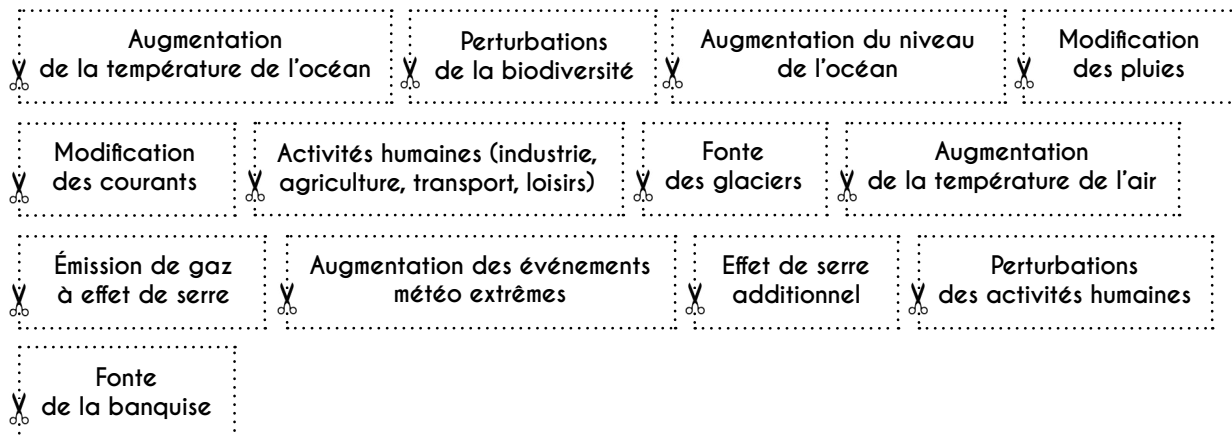 Augmentation
de la température de l'océan
Perturbations
de la biodiversité
Augmentation du niveau
de l'océan
Modification
des pluies
Modification
des courants
Activités humaines (industrie,
agriculture, transport, loisirs)
Fonte
des glaciers
Augmentation
de la température de l'air
Émission de gaz
à effet de serre
Augmentation des événements
météo extrêmes
Effet de serre
additionnel
Perturbations
des activités humaines
Fonte
de la banquise